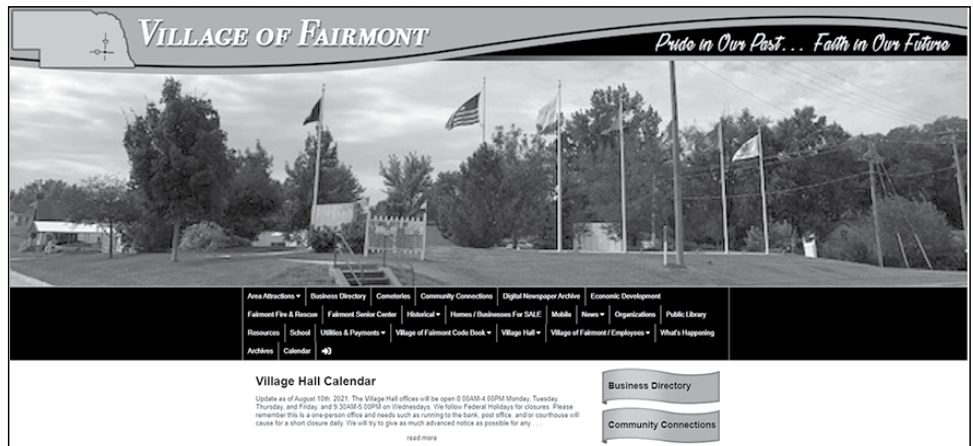 VILLAGE OF FAIRMONT
Pride in Our Past... Faith in Our Future
Area Attractions ▾ Business Directory Cemeteries Community Connections Digital Newspaper Archive Economic Development
Fairmont Fire & Rescue Fairmont Senior Center Historical ▾ Homes / Businesses For SALE Mobile News ▾ Organizations Public Library
Resources School Utilities & Payments ▾ Village of Fairmont Code Book ▾ Village Hall ▾ Village of Fairmont / Employees ▾ What's Happening
Archives Calendar
Village Hall Calendar
Update as of August 10th, 2021: The Village Hall offices will be open 8:00AM-4:00PM Monday, Tuesday,
Thursday, and Friday, and 9:30AM-5:00PM on Wednesdays. We follow Federal Holidays for closures. Please
remember this is a one-person office and needs such as running to the bank, post office, and/or courthouse will
cause for a short closure daily. We will try to give as much advanced notice as possible for any . . .
read more
Business Directory
Community Connections